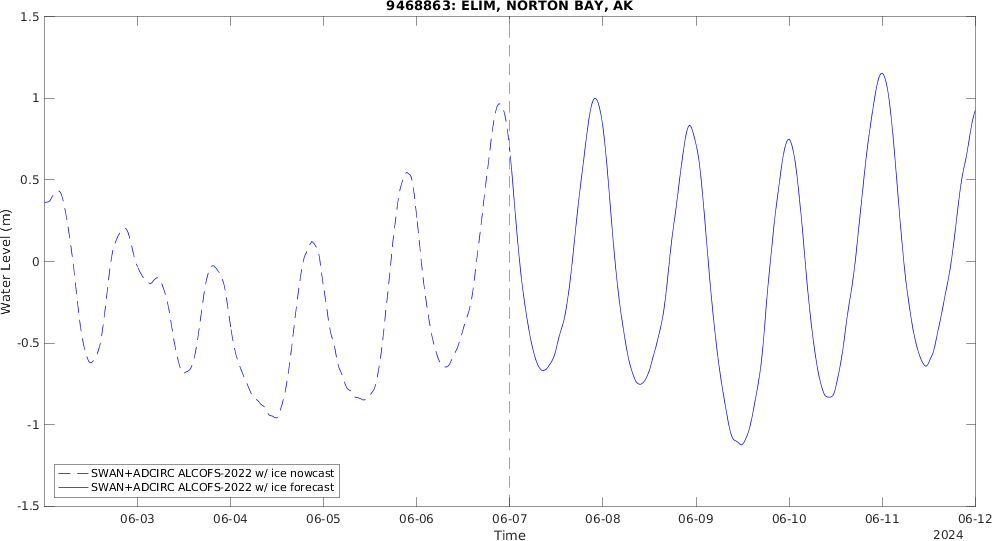 9468863: ELIM, NORTON BAY, AK
1.5
1
0.5
0
-0.5
-1
-1.5
Water Level (m)
SWAN+ADCIRC ALCOFS-2022 w/ ice nowcast
SWAN+ADCIRC ALCOFS-2022 w/ ice forecast
06-03 06-04 06-05 06-06 06-07 06-08 06-09 06-10 06-11 06-12
Time
2024